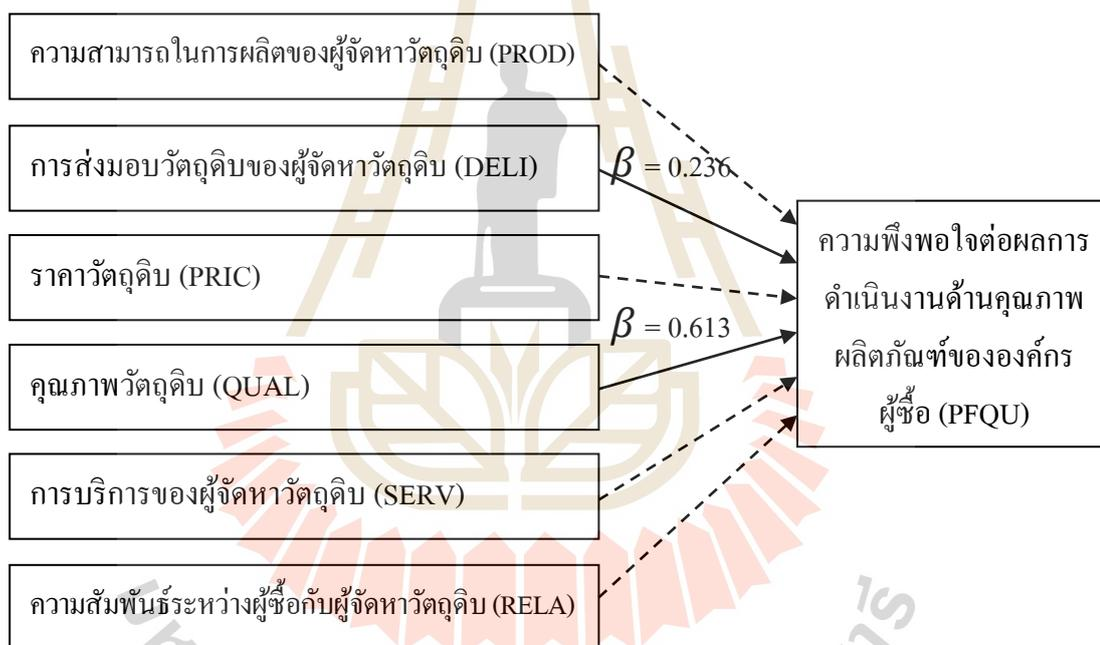 ความสามารถในการผลิตของผู้จัดหาวัตถุดิบ (PROD)
การส่งมอบวัตถุดิบของผู้จัดหาวัตถุดิบ (DELI)
β = 0.236
ราคาวัตถุดิบ (PRIC)
β = 0.613
คุณภาพวัตถุดิบ (QUAL)
การบริการของผู้จัดหาวัตถุดิบ (SERV)
ความสัมพันธ์ระหว่างผู้ซื้อกับผู้จัดหาวัตถุดิบ (RELA)
ความพึงพอใจต่อผลการ
ดำเนินงานด้านคุณภาพ
ผลิตภัณฑ์ขององค์กร
ผู้ซื้อ (PFQU)